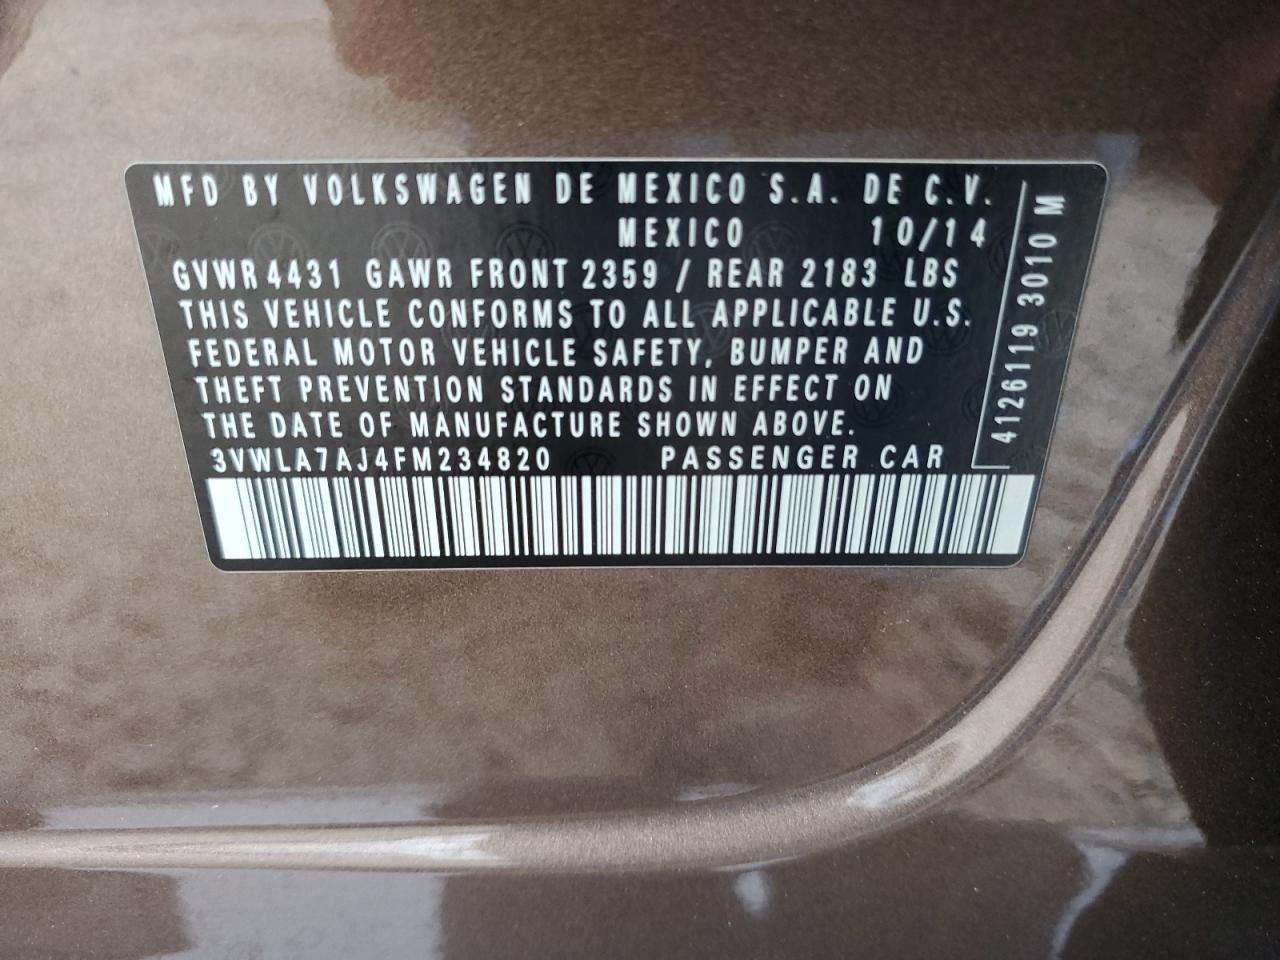 MFD BY VOLKSWAGEN DE MEXICO S.A. DE C.V.
MEXICO 10/14
GVWR 4431 GAWR FRONT 2359 / REAR 2183 LBS
THIS VEHICLE CONFORMS TO ALL APPLICABLE U.S.
FEDERAL MOTOR VEHICLE SAFETY, BUMPER AND
THEFT PREVENTION STANDARDS IN EFFECT ON
THE DATE OF MANUFACTURE SHOWN ABOVE.
3VWLA7AJ4FM234820 PASSENGER CAR
41261119 3010 M